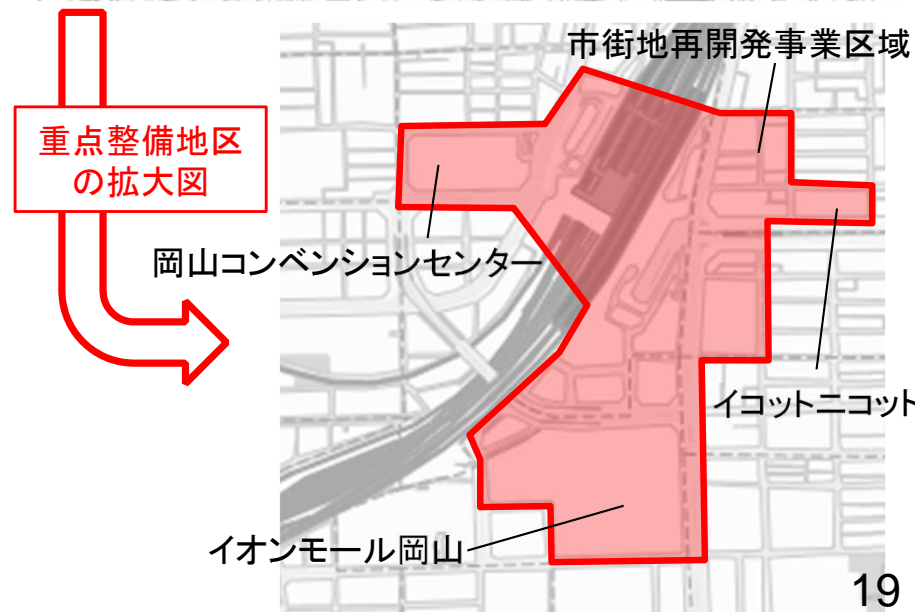 市街地再開発事業区域
重点整備地区
の拡大図
岡山コンベンションセンター
イコットニコット
イオンモール岡山
19